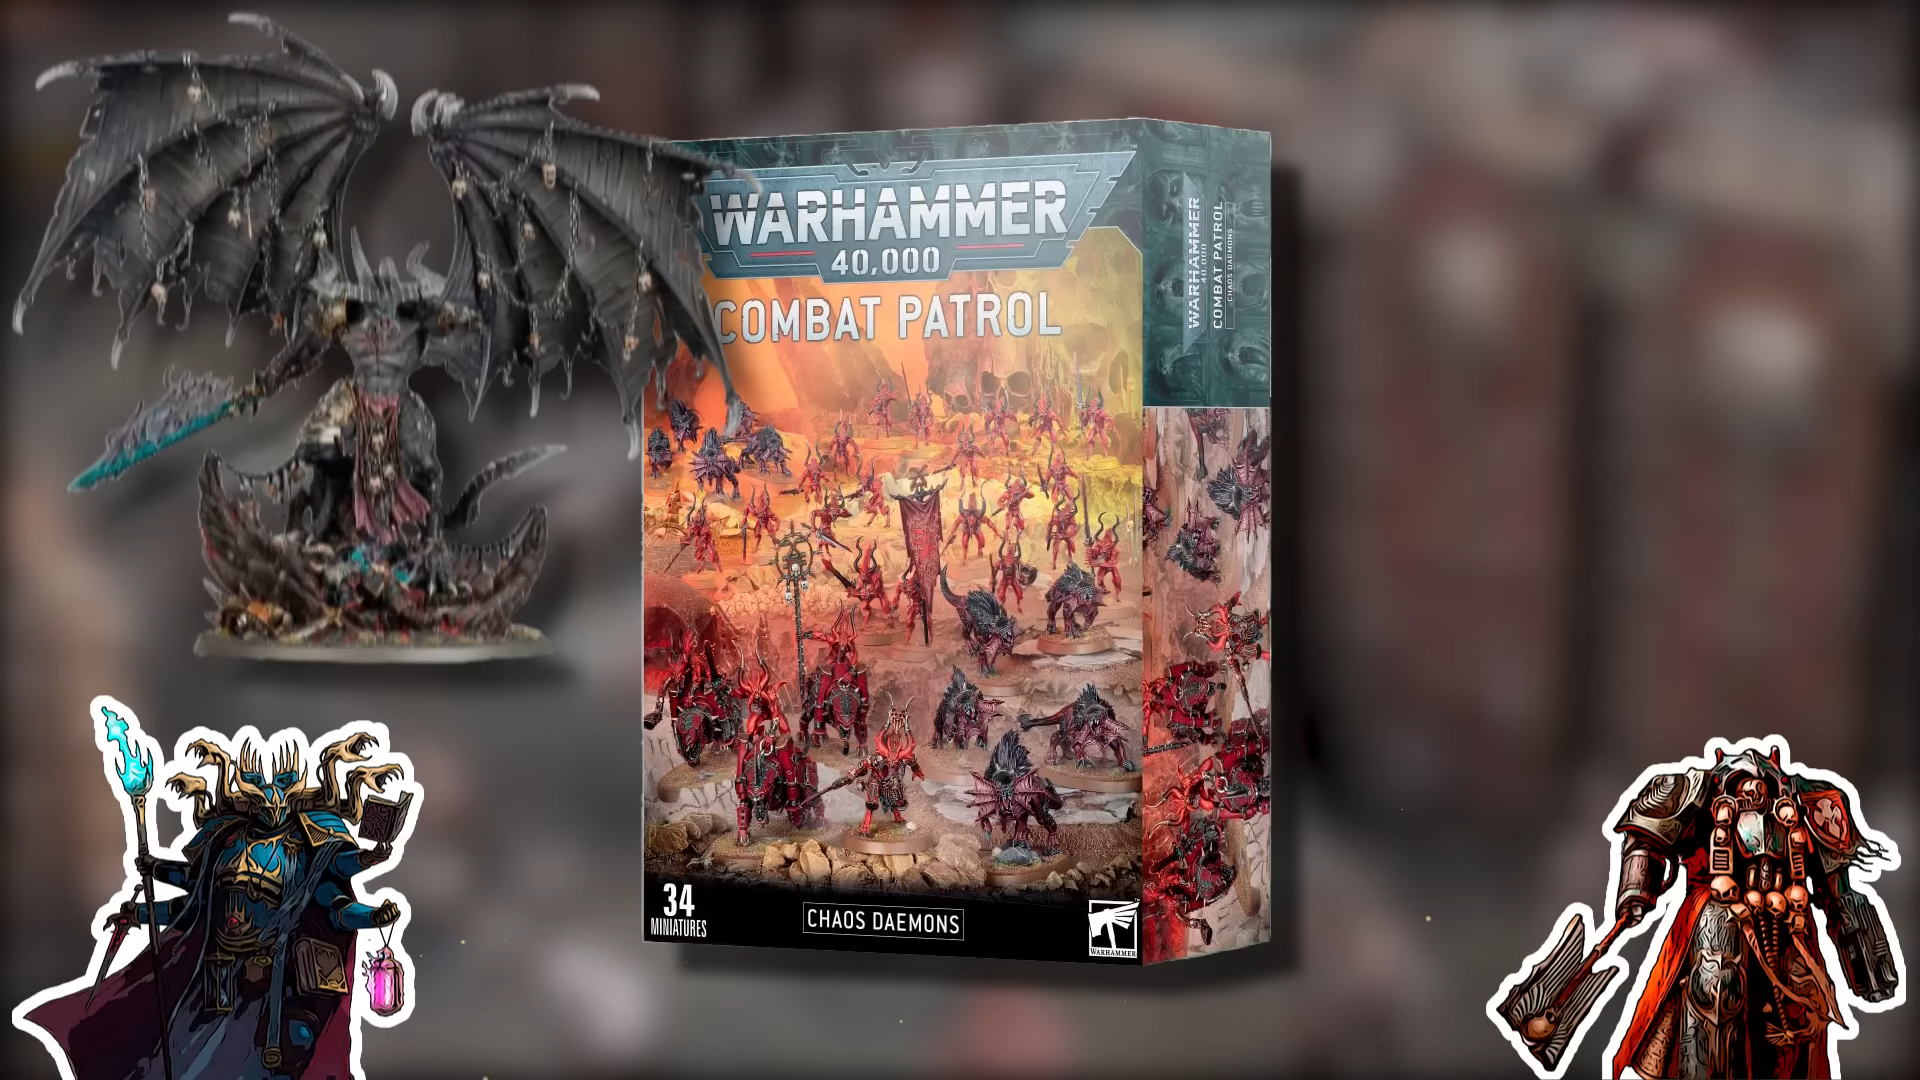 WARHAMMER
40,000
COMBAT PATROL
34
MINIATURES
CHAOS DAEMONS
WARHAMMER
WARHAMMER
40,000
COMBAT PATROL
CHAOS DAEMONS